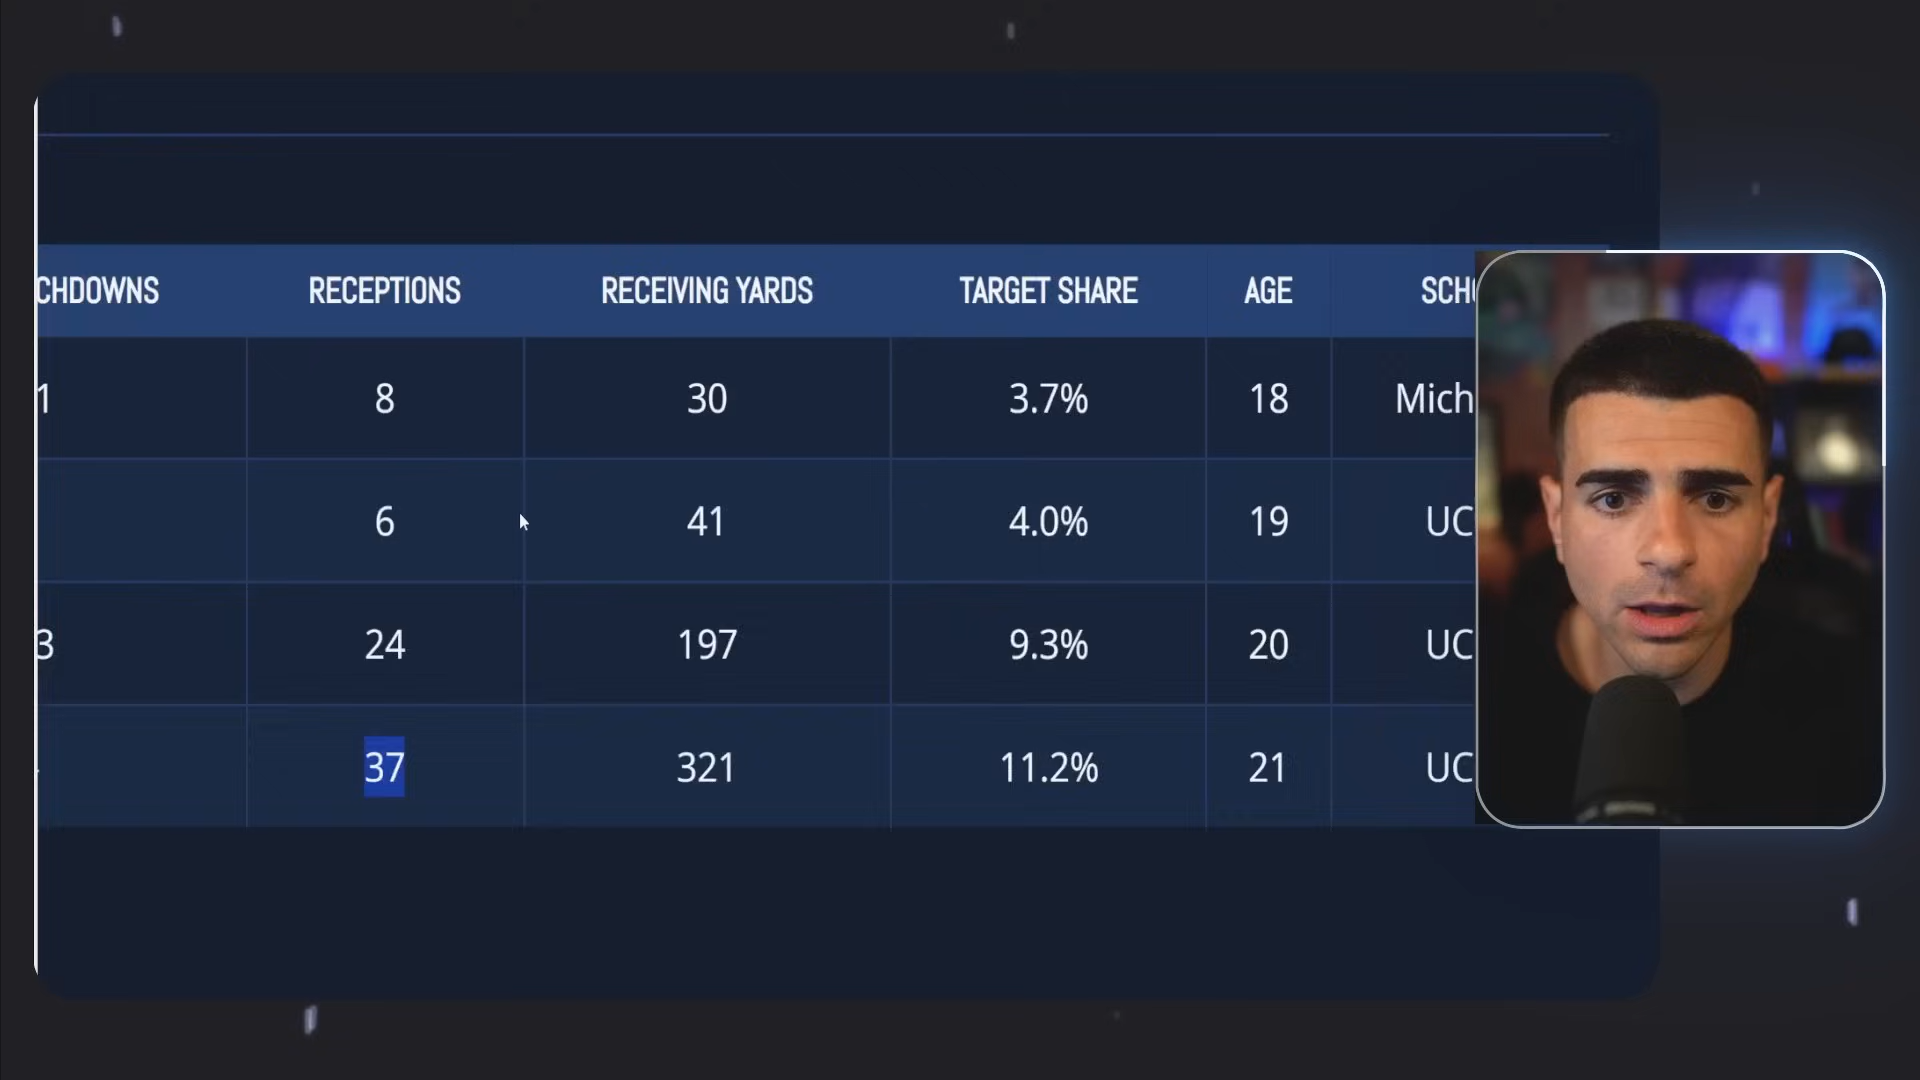 CHDOWNS RECEPTIONS RECEIVING YARDS TARGET SHARE AGE SCHO
1 8 30 3.7% 18 Mich
6 41 4.0% 19 UC
3 24 197 9.3% 20 UC
37 321 11.2% 21 UC